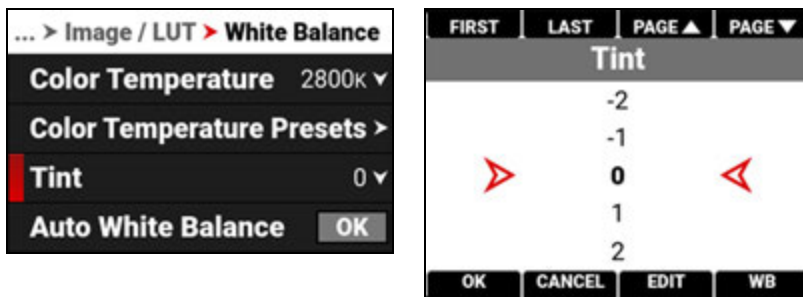 ... > Image / LUT > White Balance
Color Temperature 2800K
Color Temperature Presets >
Tint 0
Auto White Balance OK
FIRST LAST PAGE▲ PAGE▼
Tint
-2
-1
0
1
2
OK CANCEL EDIT WB